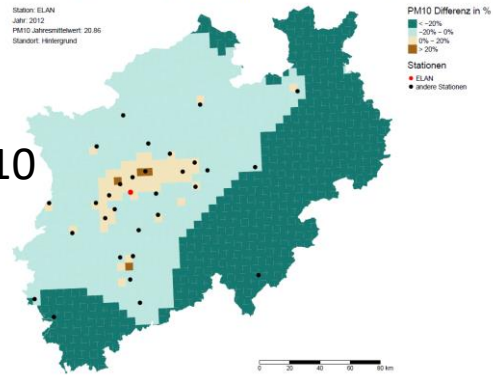 Station: ELAN
Jahr: 2012
PM10 Jahresmittelwert: 20.86
Standort: Hintergrund
PM10 Differenz in %
< −20%
−20% - 0%
0% - 20%
> 20%
Stationen
ELAN
andere Stationen
10
0 20 40 60 80 km